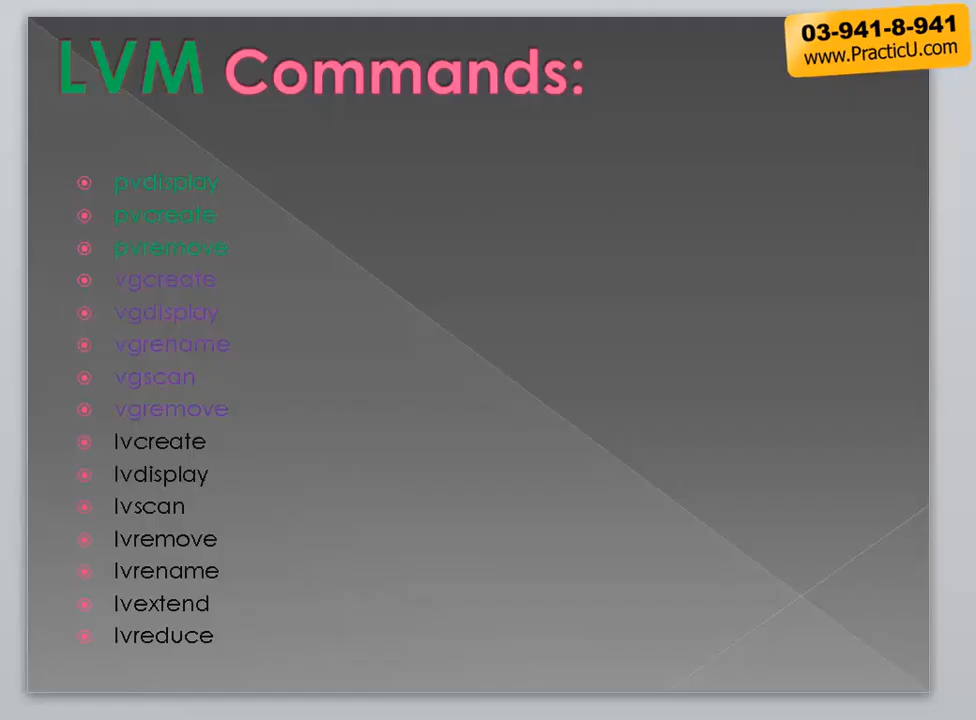 LVM Commands:
03-941-8-941
www.PracticU.com
pvdisplay
pvcreate
pvremove
vgcreate
vgdisplay
vgrename
vgscan
vgremove
lvcreate
lvdisplay
lvscan
lvremove
lvrename
lvextend
lvreduce